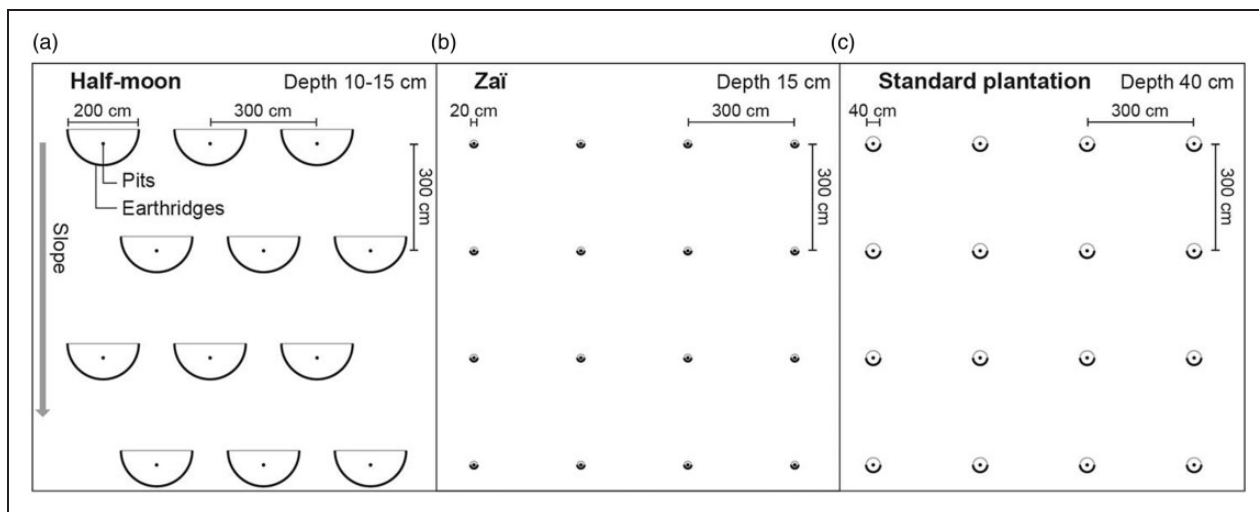 (a)
Half-moon Depth 10-15 cm
200 cm 300 cm
Pits
Earthridges
Slope
300 cm
(b)
Zaï Depth 15 cm
20 cm 300 cm
300 cm
(c)
Standard plantation Depth 40 cm
40 cm 300 cm
300 cm